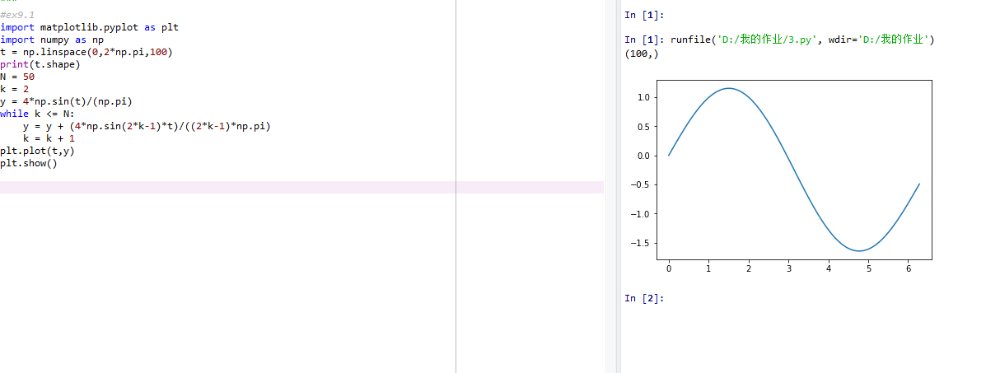 #ex9.1
import matplotlib.pyplot as plt
import numpy as np
t = np.linspace(0,2*np.pi,100)
print(t.shape)
N = 50
k = 2
y = 4*np.sin(t)/(np.pi)
while k <= N:
    y = y + (4*np.sin(2*k-1)*t)/((2*k-1)*np.pi)
    k = k + 1
plt.plot(t,y)
plt.show()
In [1]:
In [1]: runfile('D:/我的作业/3.py', wdir='D:/我的作业')
(100,)
1.0
0.5
0.0
−0.5
−1.0
−1.5
0 1 2 3 4 5 6
In [2]: